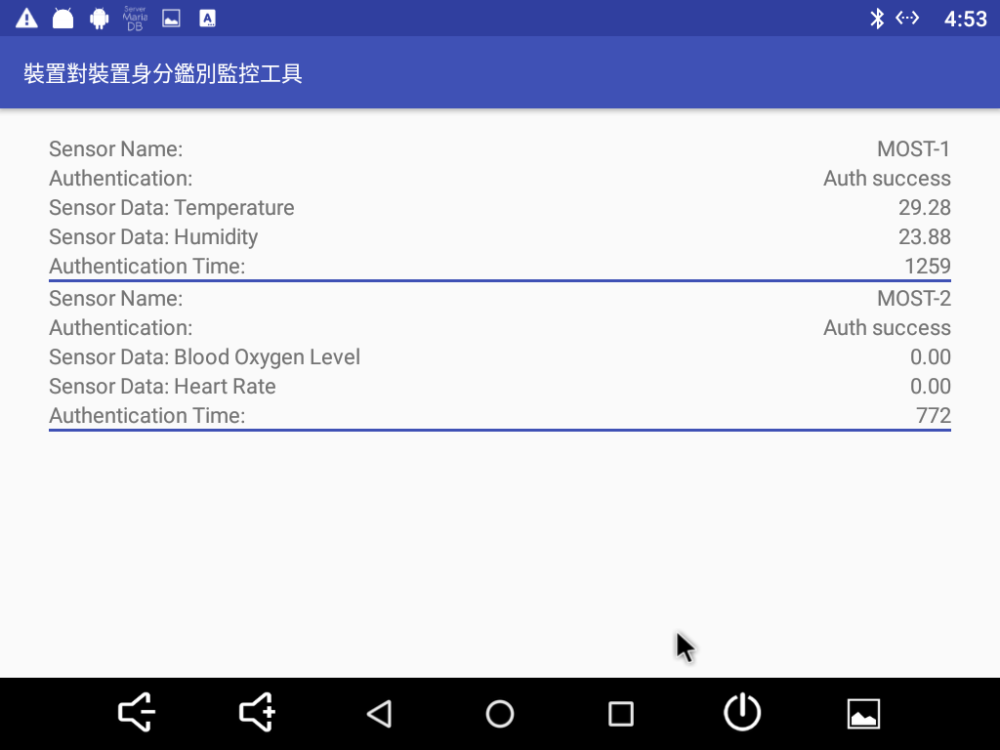 Server
Maria
DB
A
4:53
裝置對裝置身分鑑別監控工具
Sensor Name: MOST-1
Authentication: Auth success
Sensor Data: Temperature 29.28
Sensor Data: Humidity 23.88
Authentication Time: 1259
Sensor Name: MOST-2
Authentication: Auth success
Sensor Data: Blood Oxygen Level 0.00
Sensor Data: Heart Rate 0.00
Authentication Time: 772